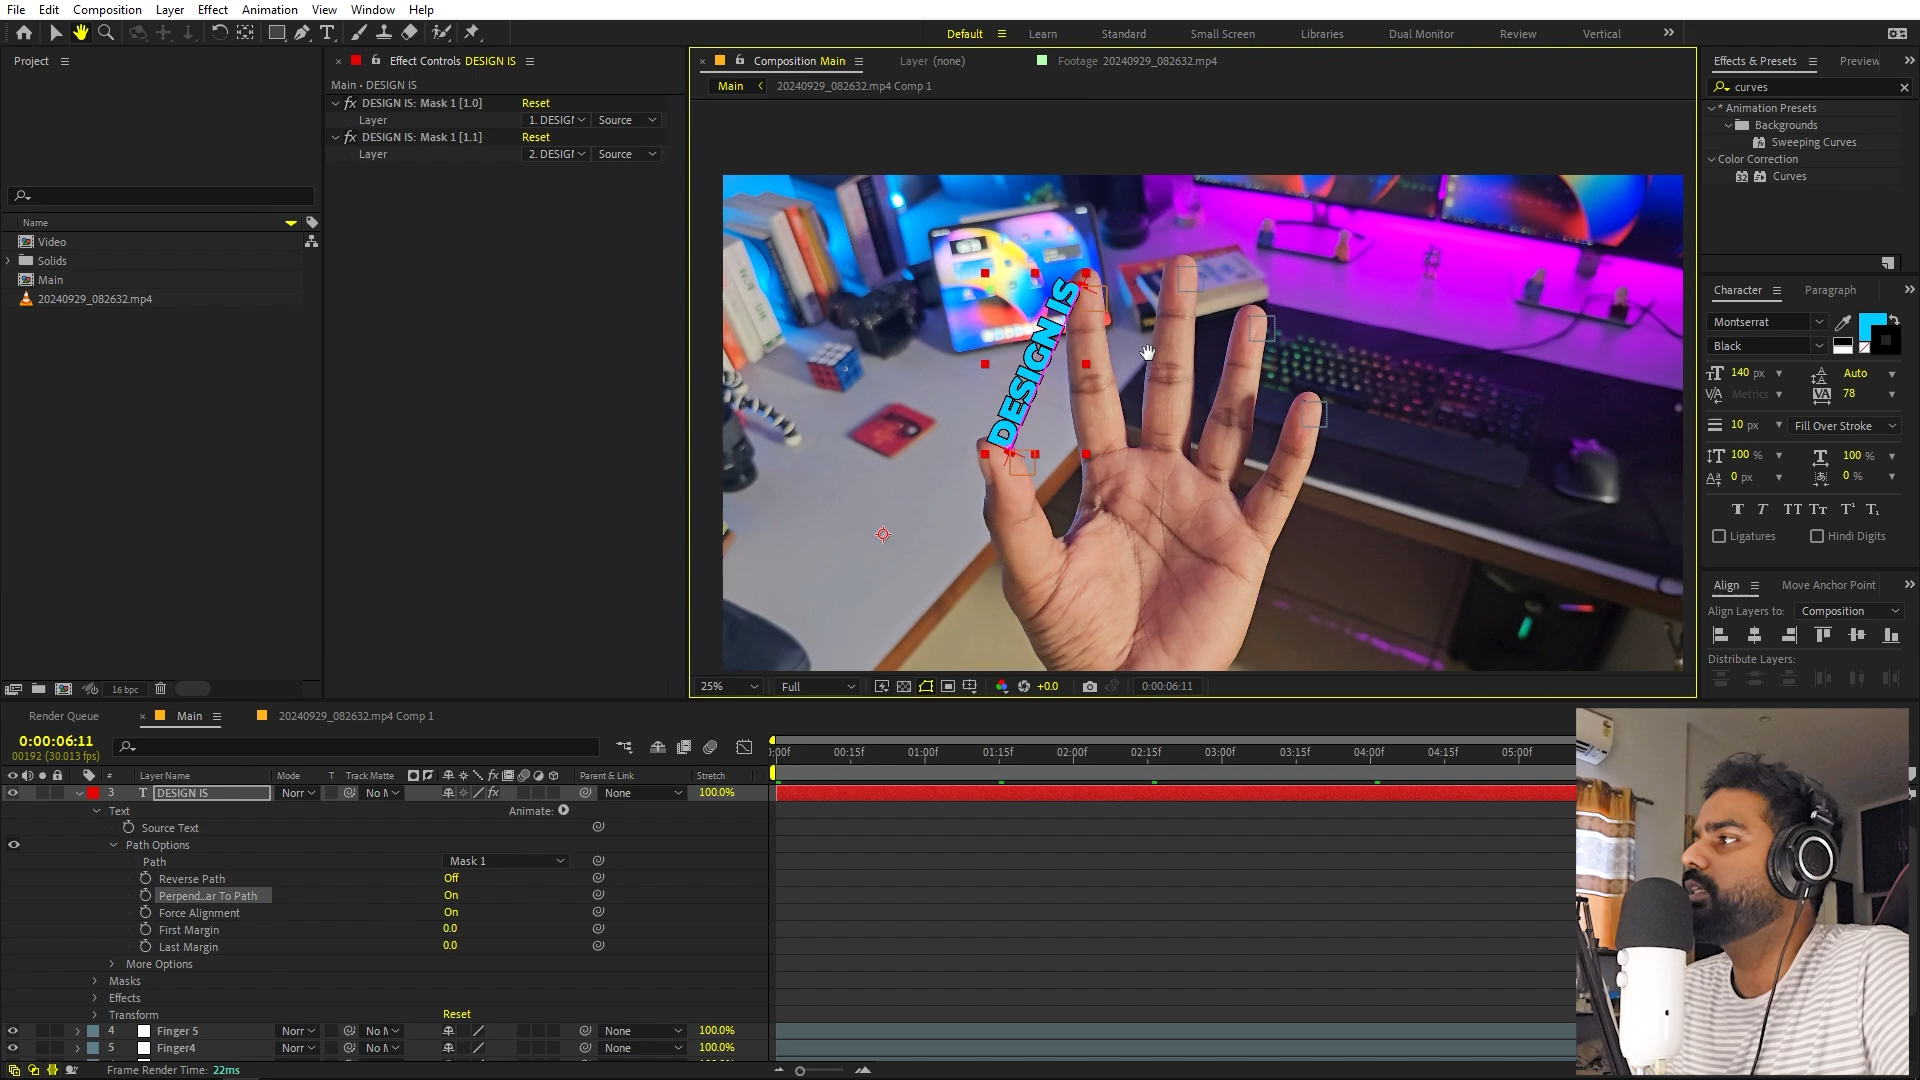 File Edit Composition Layer Effect Animation View Window Help
Default Learn Standard Small Screen Libraries Dual Monitor Review Vertical
Project
Name
Video
Solids
Main
20240929_082632.mp4
16 bpc
Effect Controls DESIGN IS
Main • DESIGN IS
fx DESIGN IS: Mask 1 [1.0] Reset
Layer 1. DESIGI Source
fx DESIGN IS: Mask 1 [1.1] Reset
Layer 2. DESIGI Source
Composition Main Layer (none) Footage 20240929_082632.mp4
Main 20240929_082632.mp4 Comp 1
DESIGN IS
25% Full +0.0 0:00:06:11
Effects & Presets Preview
curves
* Animation Presets
Backgrounds
Sweeping Curves
Color Correction
32 Curves
Character Paragraph
Montserrat
Black
140 px Auto
Metrics 78
10 px Fill Over Stroke
100 % 100 %
0 px 0 %
T T TT Tt T¹ T₁
Ligatures Hindi Digits
Align Move Anchor Point
Align Layers to: Composition
Distribute Layers:
Render Queue Main 20240929_082632.mp4 Comp 1
0:00:06:11
00192 (30.013 fps)
# Layer Name Mode T Track Matte fx Parent & Link Stretch
:00f 00:15f 01:00f 01:15f 02:00f 02:15f 03:00f 03:15f 04:00f 04:15f 05:00f
3 T DESIGN IS Norr No M fx None 100.0%
Text Animate:
Source Text
Path Options
Path Mask 1
Reverse Path Off
Perpend...ar To Path On
Force Alignment On
First Margin 0.0
Last Margin 0.0
More Options
Masks
Effects
Transform Reset
4 Finger 5 Norr No M None 100.0%
5 Finger4 Norr No M None 100.0%
Frame Render Time: 22ms